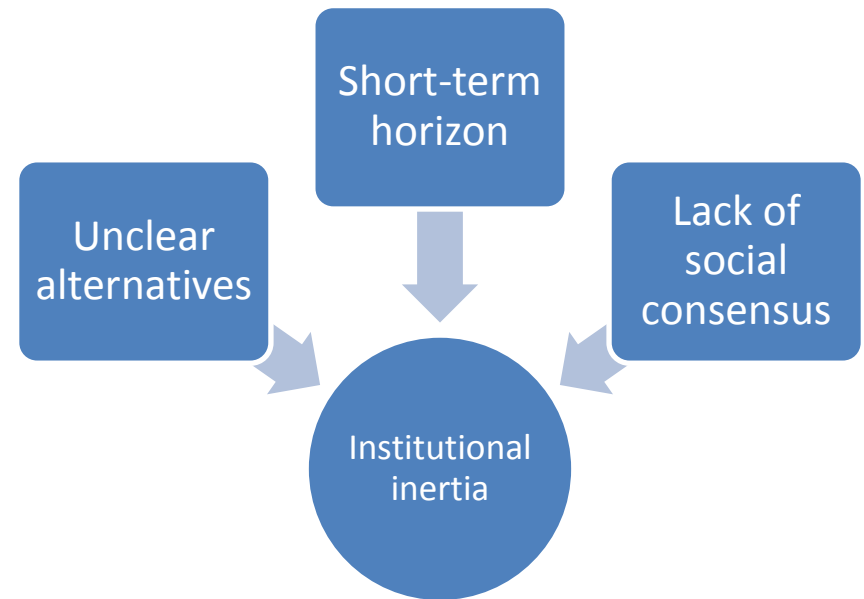 Short-term
horizon
Unclear
alternatives
Lack of
social
consensus
Institutional
inertia